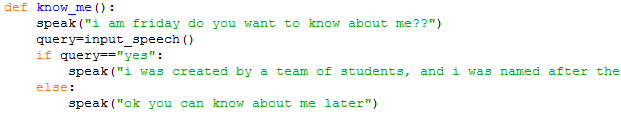 def know_me():
speak("i am friday do you want to know about me??")
query=input_speech()
if query=="yes":
speak("i was created by a team of students, and i was named after the
else:
speak("ok you can know about me later")